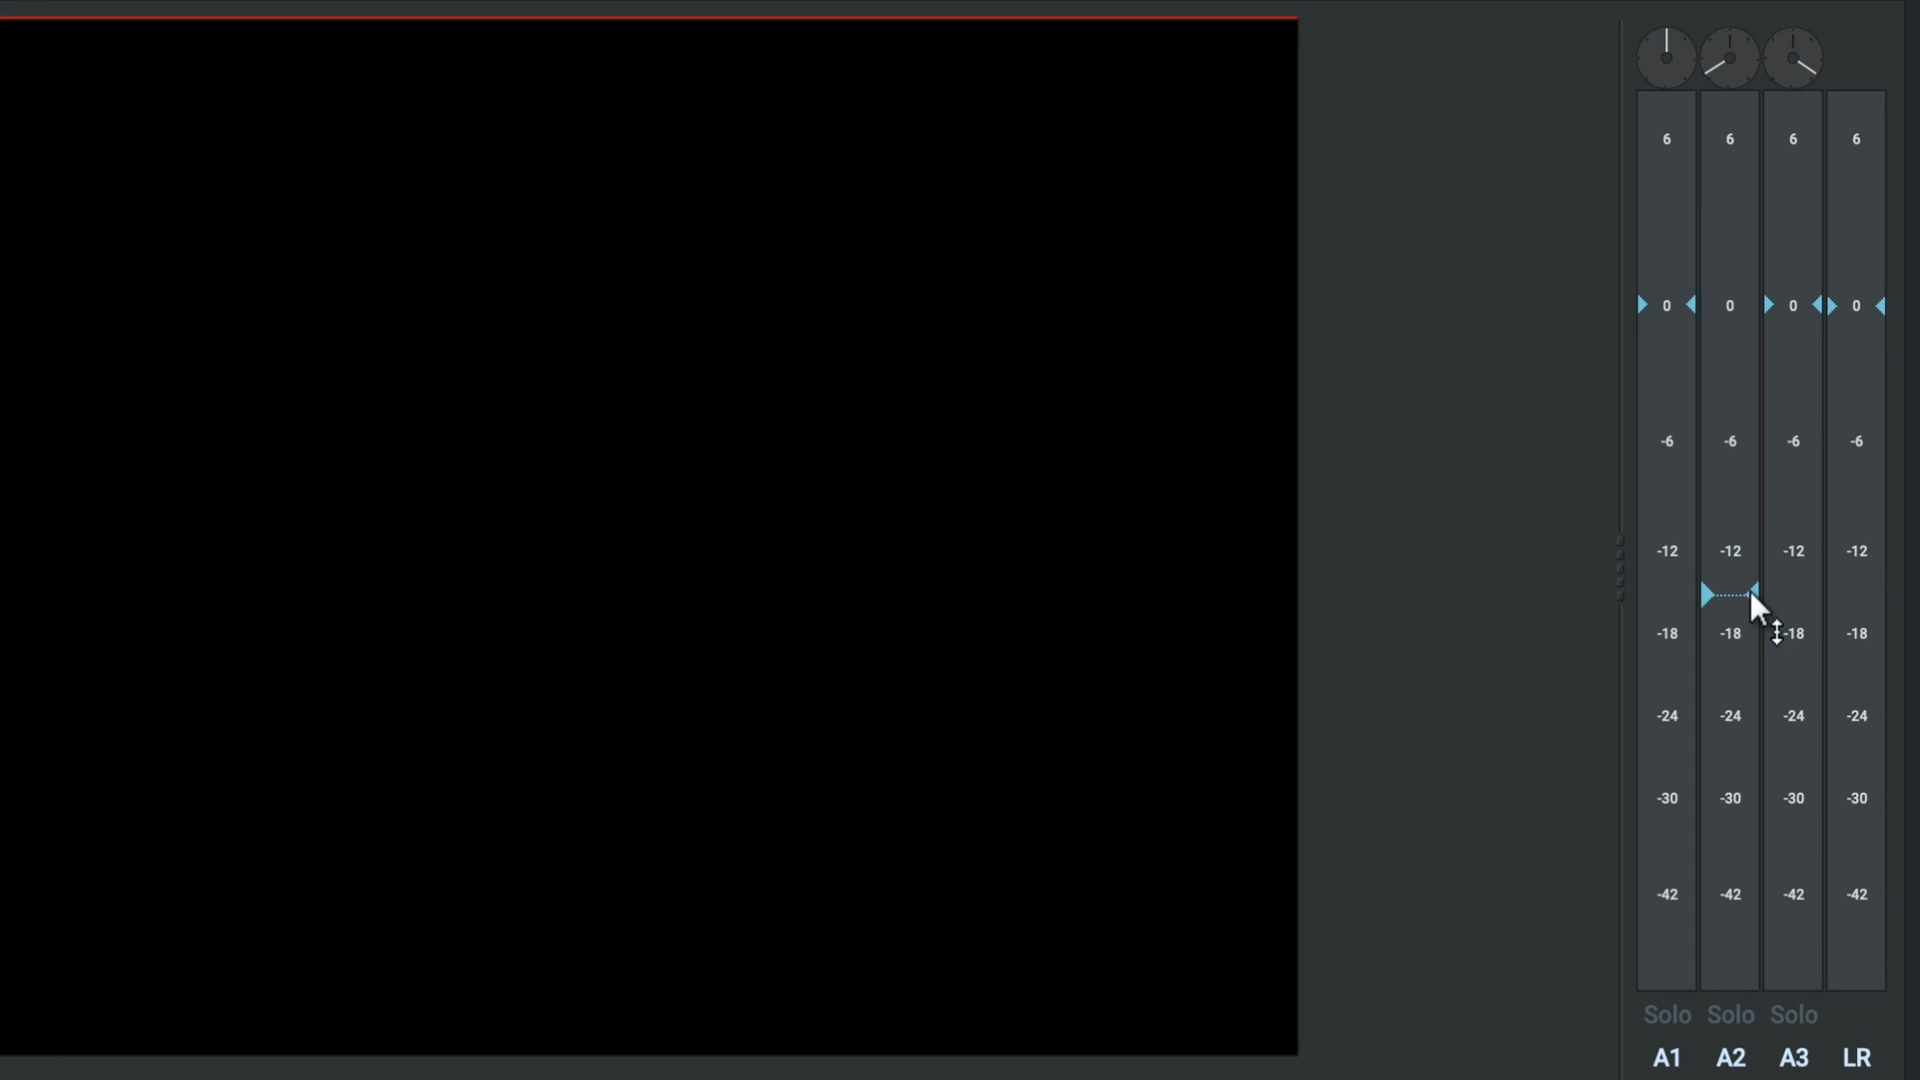 6 6 6 6
0 0 0 0
-6 -6 -6 -6
-12 -12 -12 -12
-18 -18 -18 -18
-24 -24 -24 -24
-30 -30 -30 -30
-42 -42 -42 -42
Solo Solo Solo
A1 A2 A3 LR